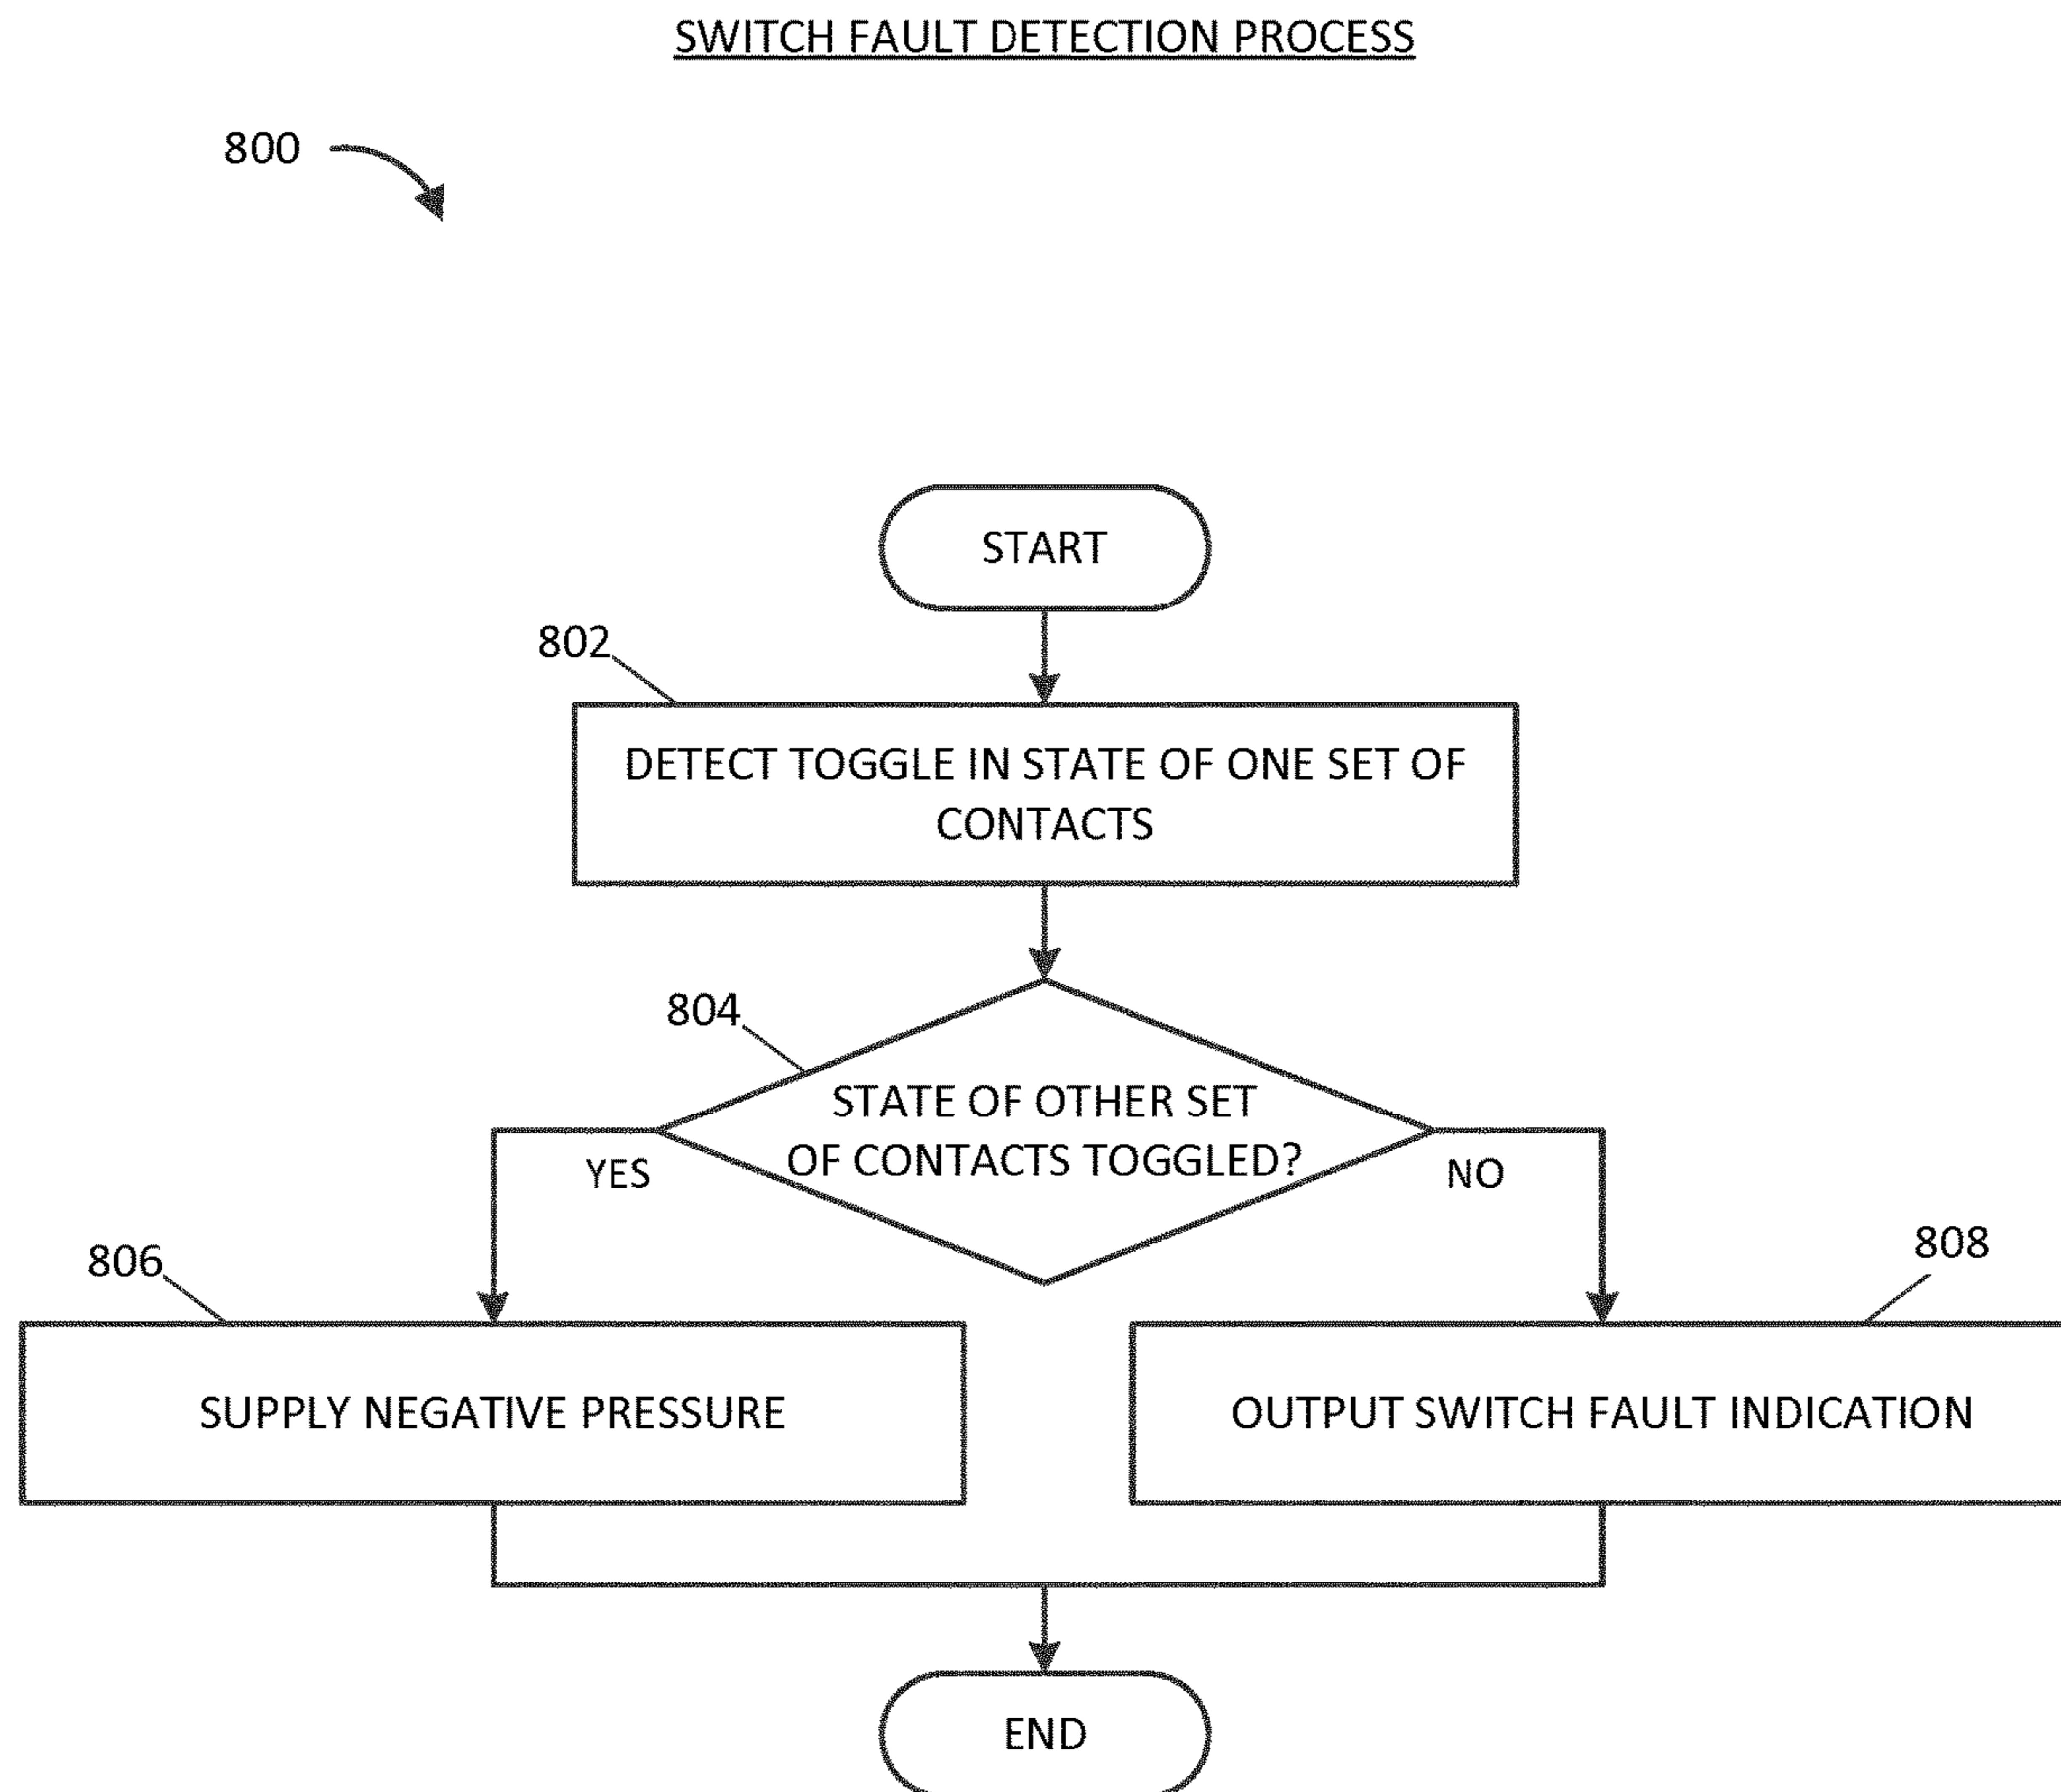 SWITCH FAULT DETECTION PROCESS
800
START
802
DETECT TOGGLE IN STATE OF ONE SET OF
CONTACTS
804
STATE OF OTHER SET
OF CONTACTS TOGGLED?
YES
NO
806
808
SUPPLY NEGATIVE PRESSURE
OUTPUT SWITCH FAULT INDICATION
END